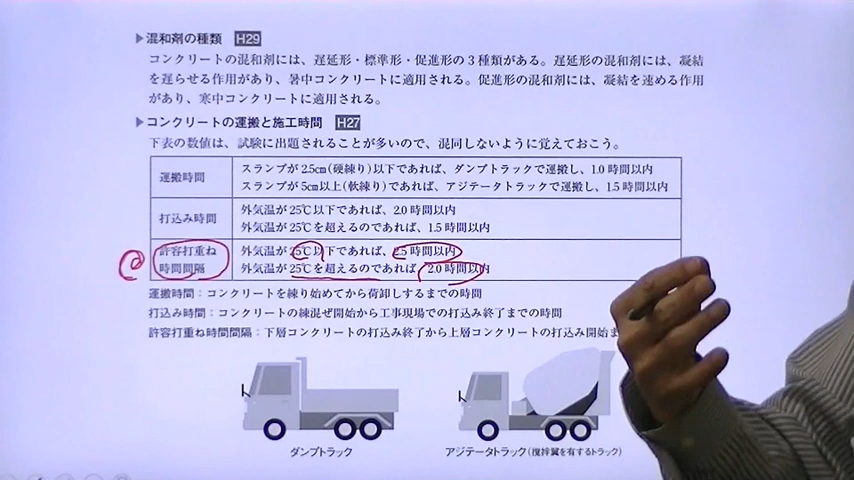 ▶混和剤の種類 H29
コンクリートの混和剤には、遅延形・標準形・促進形の3種類がある。遅延形の混和剤には、凝結
を遅らせる作用があり、暑中コンクリートに適用される。促進形の混和剤には、凝結を速める作用
があり、寒中コンクリートに適用される。
▶コンクリートの運搬と施工時間 H27
下表の数値は、試験に出題されることが多いので、混同しないように覚えておこう。
運搬時間
スランプが2.5cm(硬練り)以下であれば、ダンプトラックで運搬し、1.0時間以内
スランプが5cm以上(軟練り)であれば、アジテータトラックで運搬し、1.5時間以内
打込み時間
外気温が25℃以下であれば、2.0時間以内
外気温が25℃を超えるのであれば、1.5時間以内
許容打重ね
時間間隔
外気温が25℃以下であれば、2.5時間以内
外気温が25℃を超えるのであれば、2.0時間以内
運搬時間：コンクリートを練り始めてから荷卸しするまでの時間
打込み時間：コンクリートの練混ぜ開始から工事現場での打込み終了までの時間
許容打重ね時間間隔：下層コンクリートの打込み終了から上層コンクリートの打込み開始ま
ダンプトラック
アジテータトラック(撹拌翼を有するトラック)